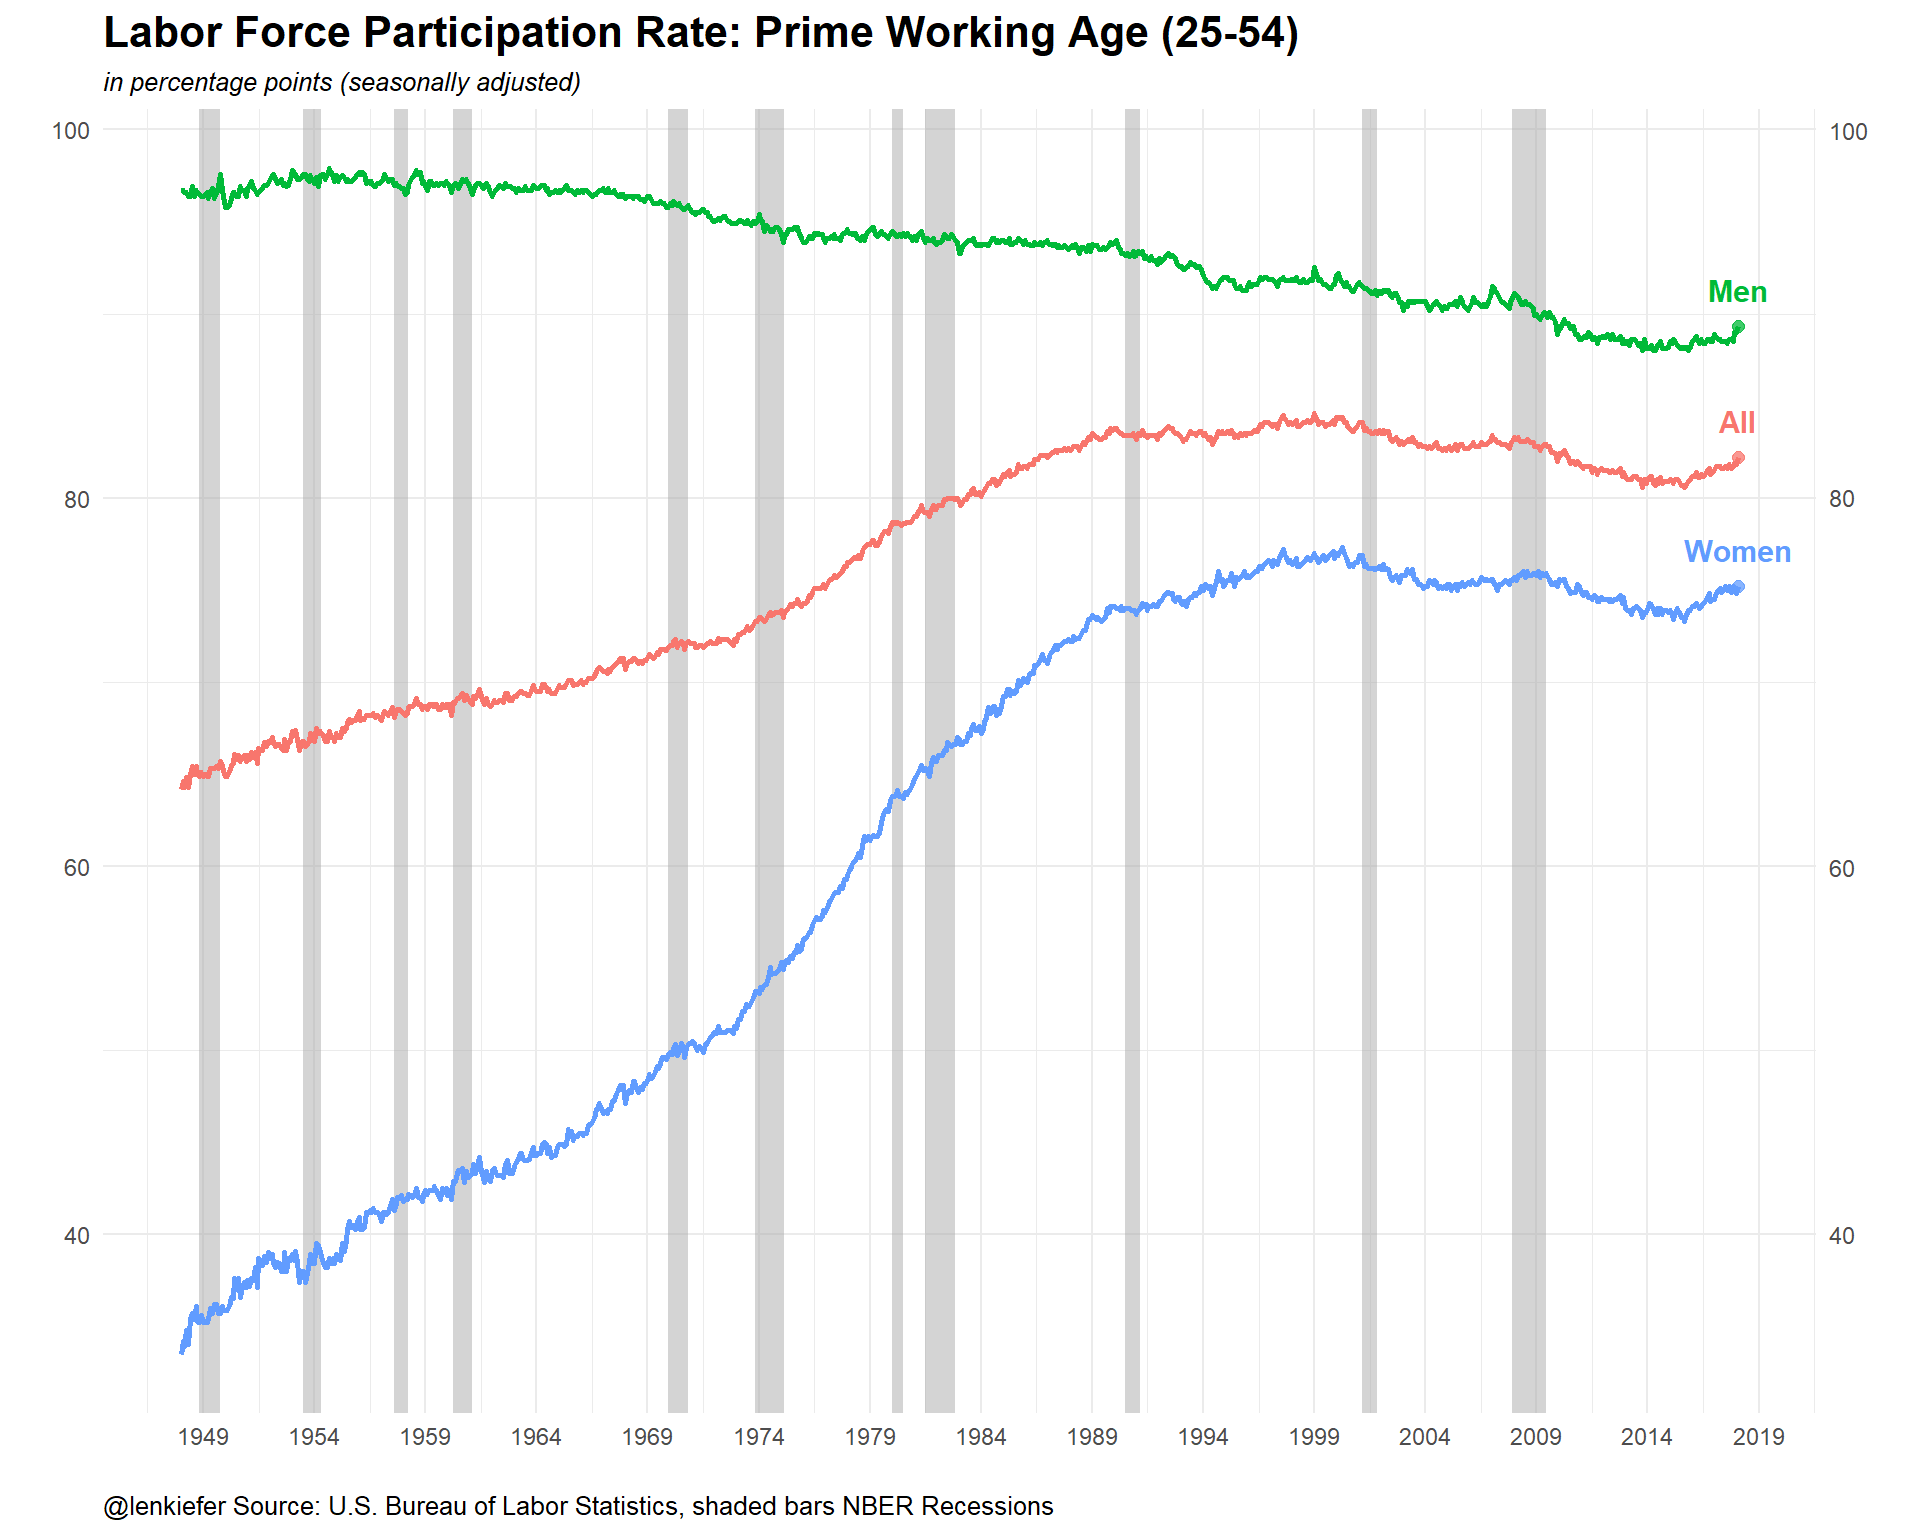 Labor Force Participation Rate: Prime Working Age (25-54)
in percentage points (seasonally adjusted)
100 100
Men
All
80 80
Women
60 60
40 40
1949 1954 1959 1964 1969 1974 1979 1984 1989 1994 1999 2004 2009 2014 2019
@lenkiefer Source: U.S. Bureau of Labor Statistics, shaded bars NBER Recessions